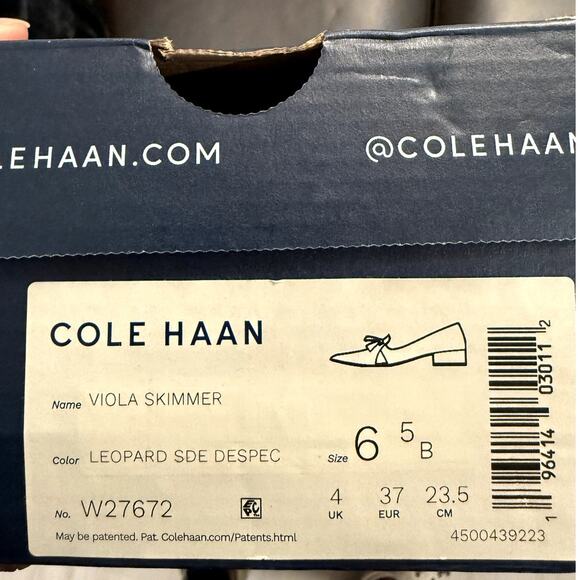 LEHAAN.COM
@COLEHAAN
COLE HAAN
Name VIOLA SKIMMER
Color LEOPARD SDE DESPEC
Size 6 5 B
No. W27672
4 37 23.5
UK EUR CM
May be patented. Pat. Colehaan.com/Patents.html
4500439223
1 96414 03011 2